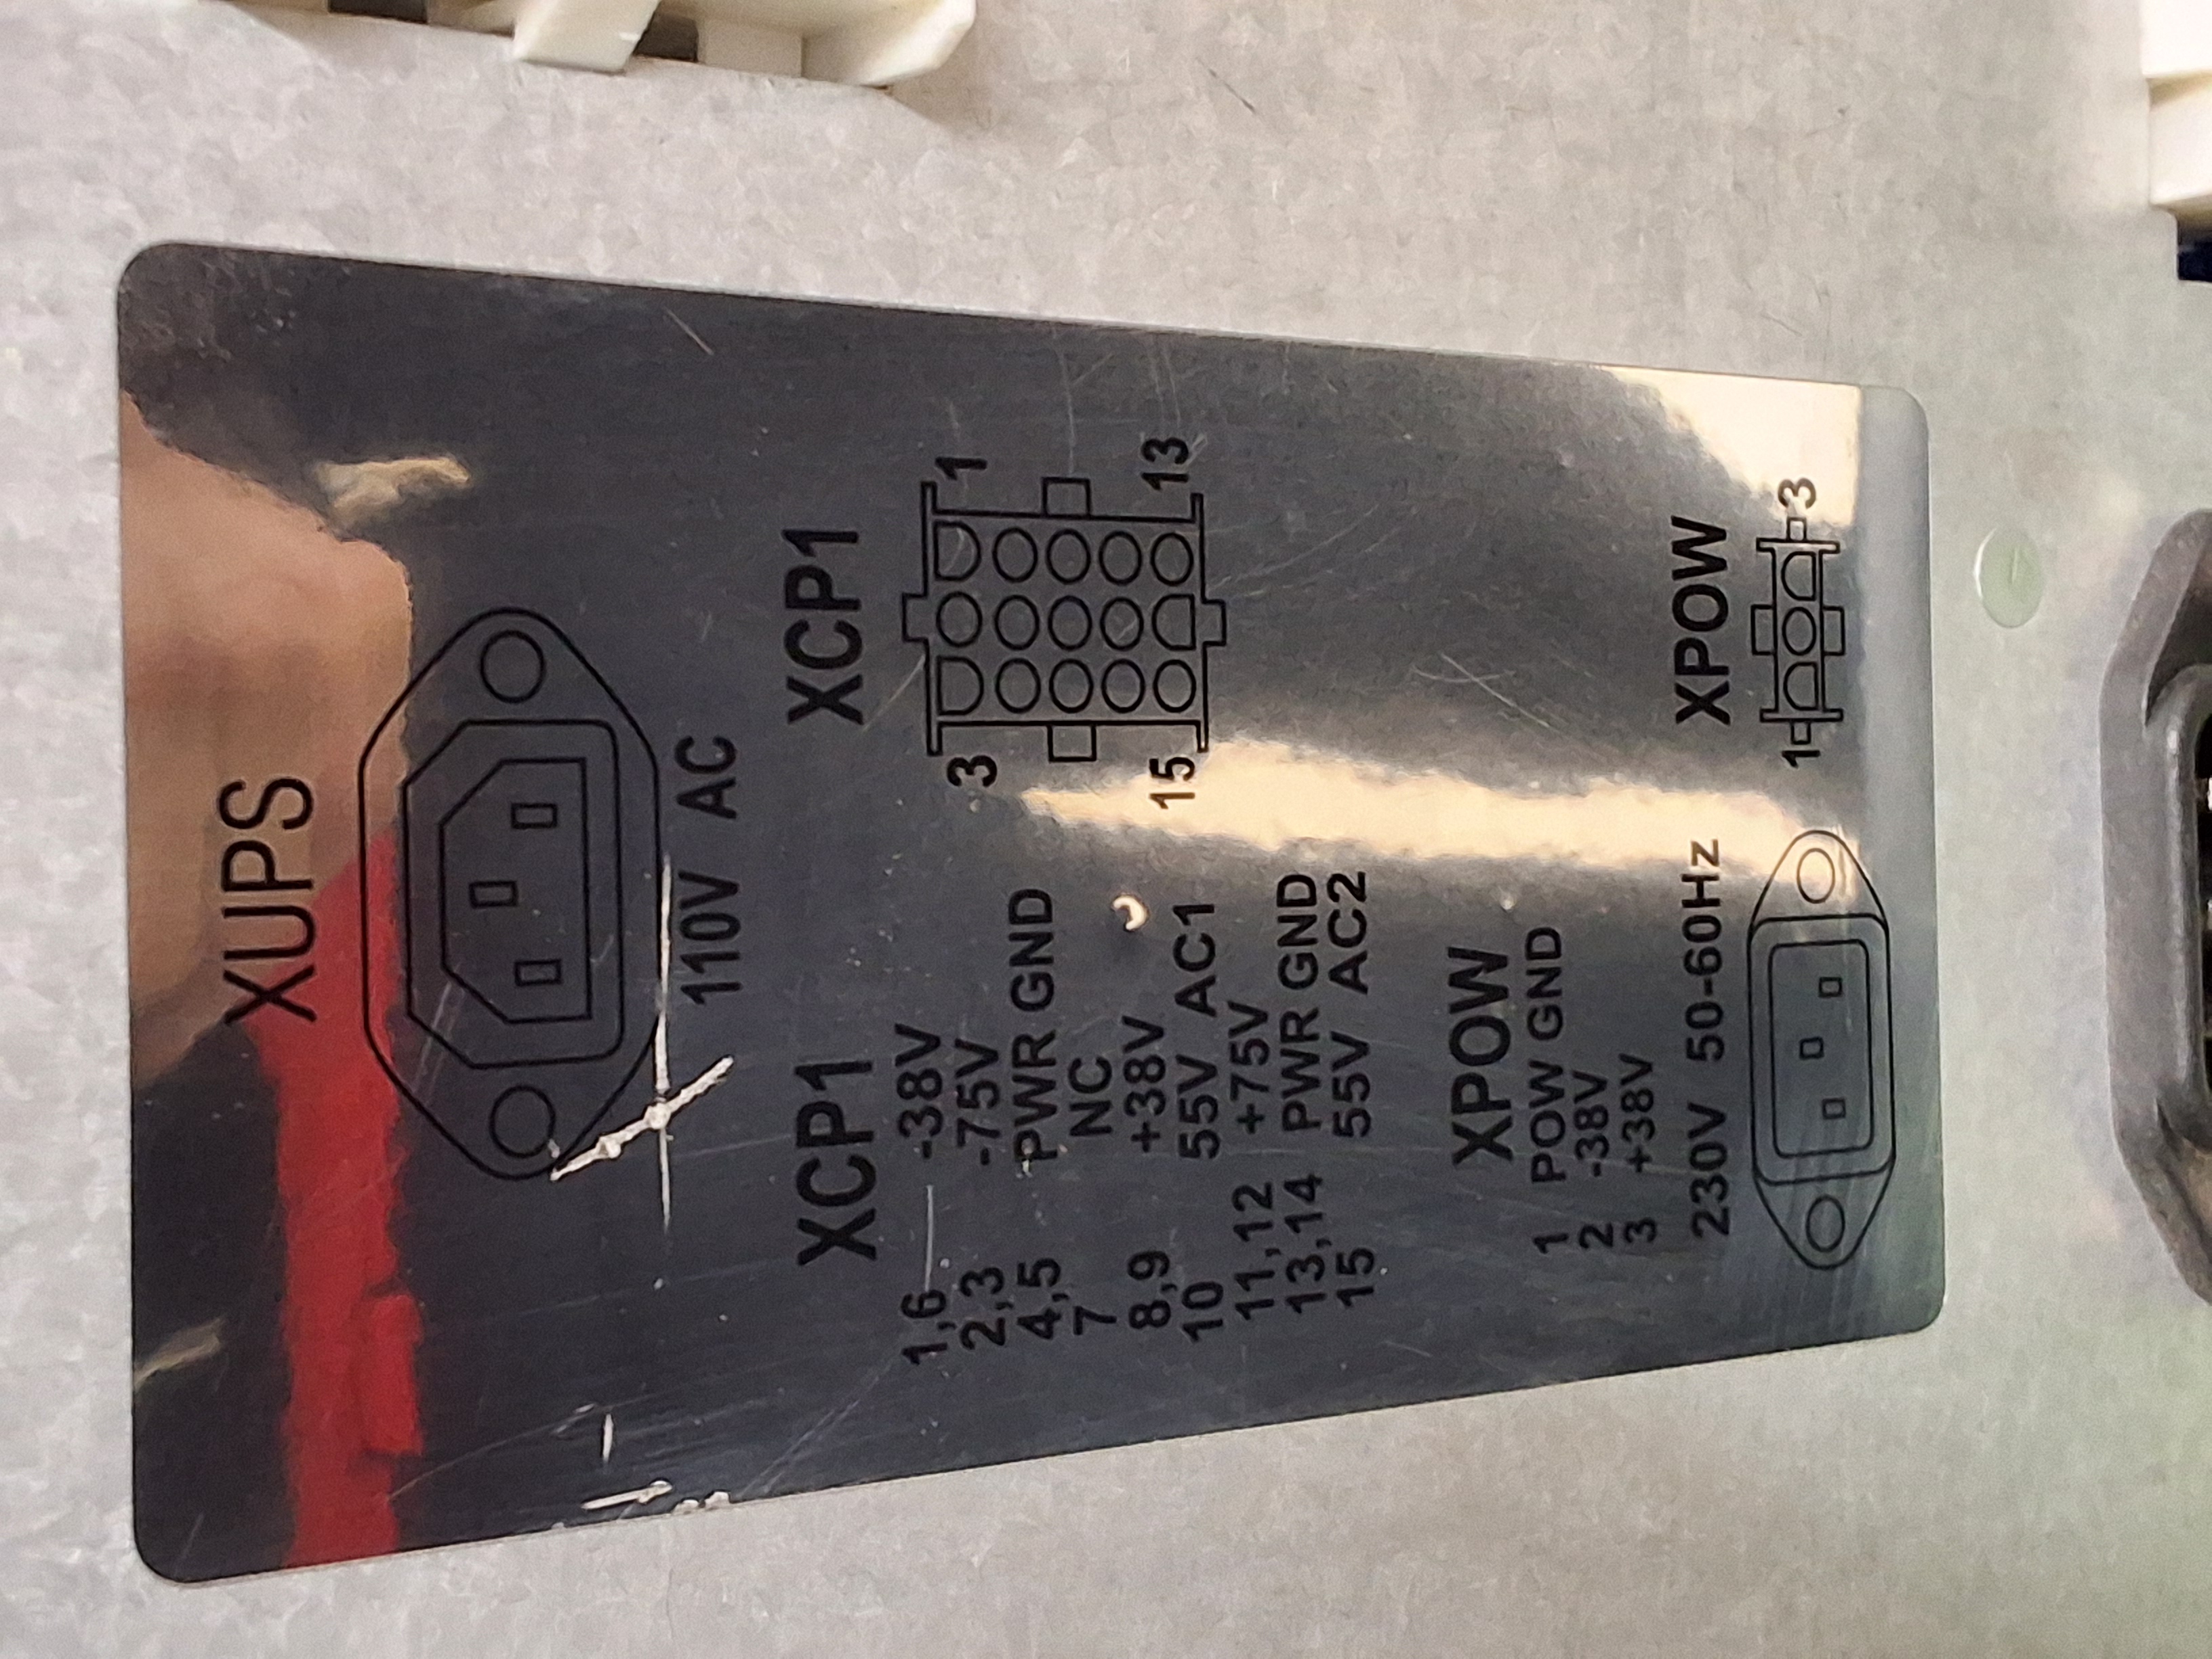 XUPS
110V AC
XCP1
1,6 -38V
2,3 -75V
4,5 PWR GND
7 NC
8,9 +38V
10 55V AC1
11,12 +75V
13,14 PWR GND
15 55V AC2
XCP1
3 1
15 13
XPOW
1 POW GND
2 -38V
3 +38V
230V 50-60Hz
XPOW
1 3